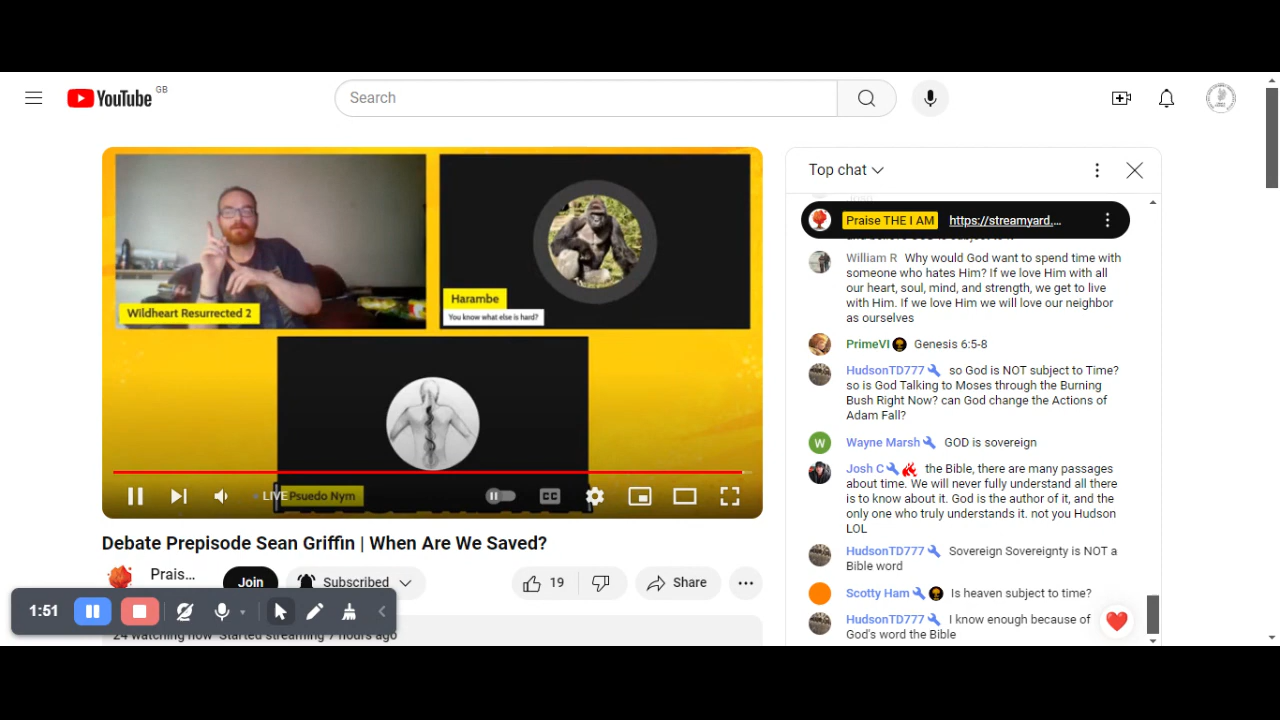 YouTube GB
Search
Wildheart Resurrected 2
Harambe
You know what else is hard?
Psuedo Nym
LIVE
CC
Debate Prepisode Sean Griffin | When Are We Saved?
Prais...
Join
Subscribed
19
Share
1:51
24 watching now Started streaming 7 hours ago
Top chat
Praise THE I AM https://streamyard....
William R Why would God want to spend time with
someone who hates Him? If we love Him with all
our heart, soul, mind, and strength, we get to live
with Him. If we love Him we will love our neighbor
as ourselves
PrimeVI Genesis 6:5-8
HudsonTD777 so God is NOT subject to Time?
so is God Talking to Moses through the Burning
Bush Right Now? can God change the Actions of
Adam Fall?
W
Wayne Marsh GOD is sovereign
Josh C the Bible, there are many passages
about time. We will never fully understand all there
is to know about it. God is the author of it, and the
only one who truly understands it. not you Hudson
LOL
HudsonTD777 Sovereign Sovereignty is NOT a
Bible word
Scotty Ham Is heaven subject to time?
HudsonTD777 I know enough because of
God's word the Bible